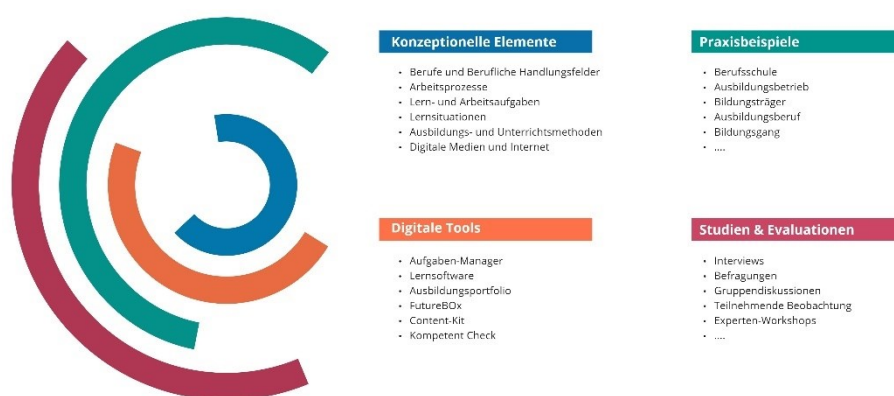 Konzeptionelle Elemente
• Berufe und Berufliche Handlungsfelder
• Arbeitsprozesse
• Lern- und Arbeitsaufgaben
• Lernsituationen
• Ausbildungs- und Unterrichtsmethoden
• Digitale Medien und Internet
Praxisbeispiele
• Berufsschule
• Ausbildungsbetrieb
• Bildungsträger
• Ausbildungsberuf
• Bildungsgang
• ....
Digitale Tools
• Aufgaben-Manager
• Lernsoftware
• Ausbildungsportfolio
• FutureBOx
• Content-Kit
• Kompetent Check
Studien & Evaluationen
• Interviews
• Befragungen
• Gruppendiskussionen
• Teilnehmende Beobachtung
• Experten-Workshops
• ....